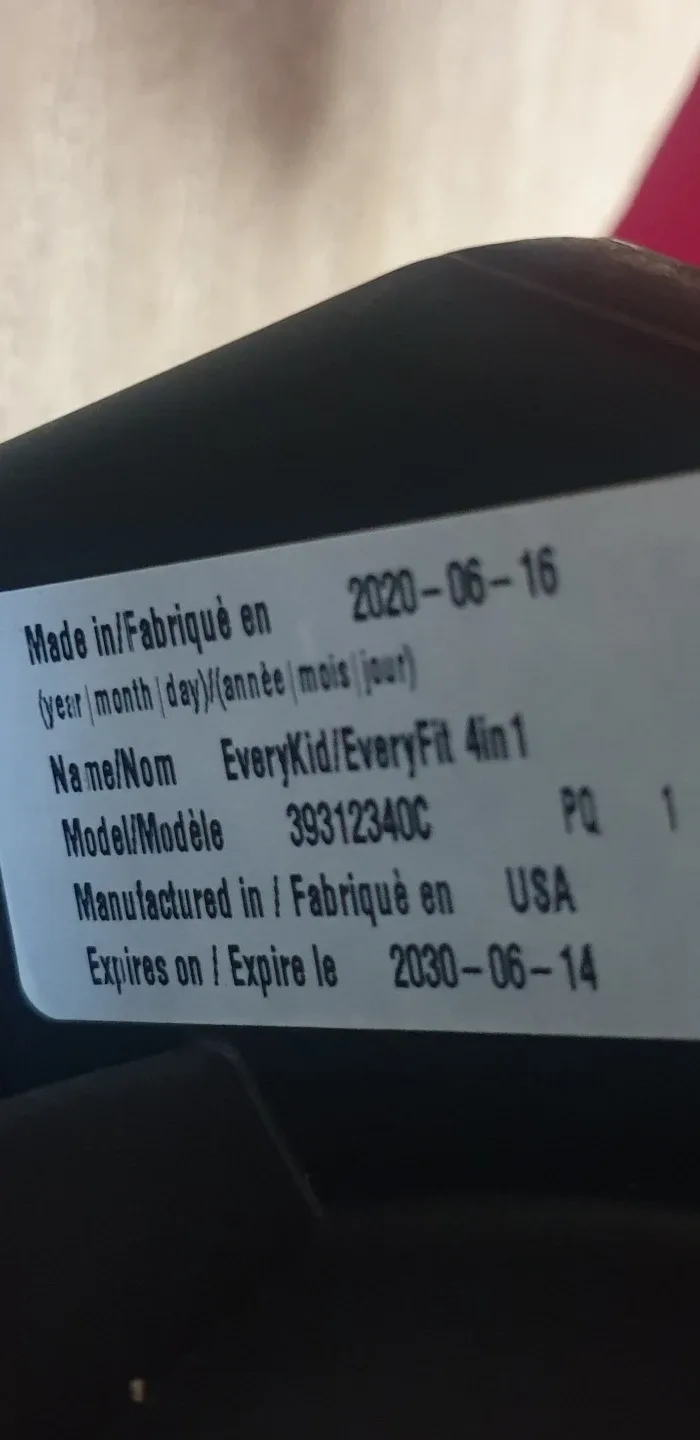 Made in/Fabriquè en 2020-06-16
(year|month|day)/(annèe|mois|jour)
Name/Nom EveryKid/EveryFit 4in1
Model/Modèle 39312340C PQ 1
Manufactured in / Fabriquè en USA
Expires on / Expire le 2030-06-14